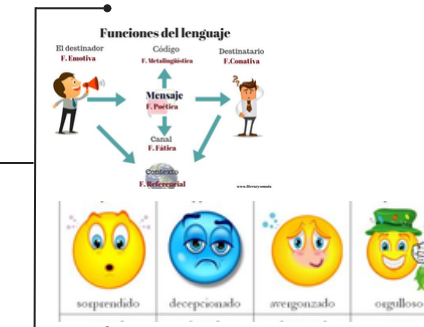 Funciones del lenguaje
El destinador
F. Emotiva
Código
F. Metalingüística
Destinatario
F.Conativa
Mensaje
F. Poética
Canal
F. Fática
Contexto
F. Referencial
sorprendido
decepcionado
avergonzado
orgulloso